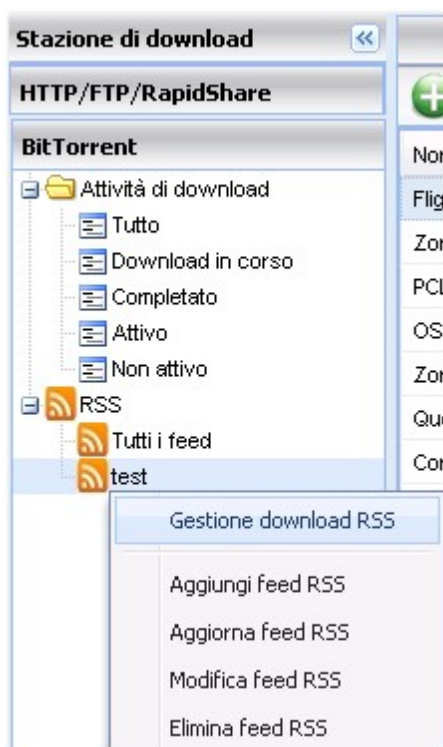 Stazione di download
HTTP/FTP/RapidShare
BitTorrent
Attività di download
Tutto
Download in corso
Completato
Attivo
Non attivo
RSS
Tutti i feed
test
Gestione download RSS
Aggiungi feed RSS
Aggiorna feed RSS
Modifica feed RSS
Elimina feed RSS